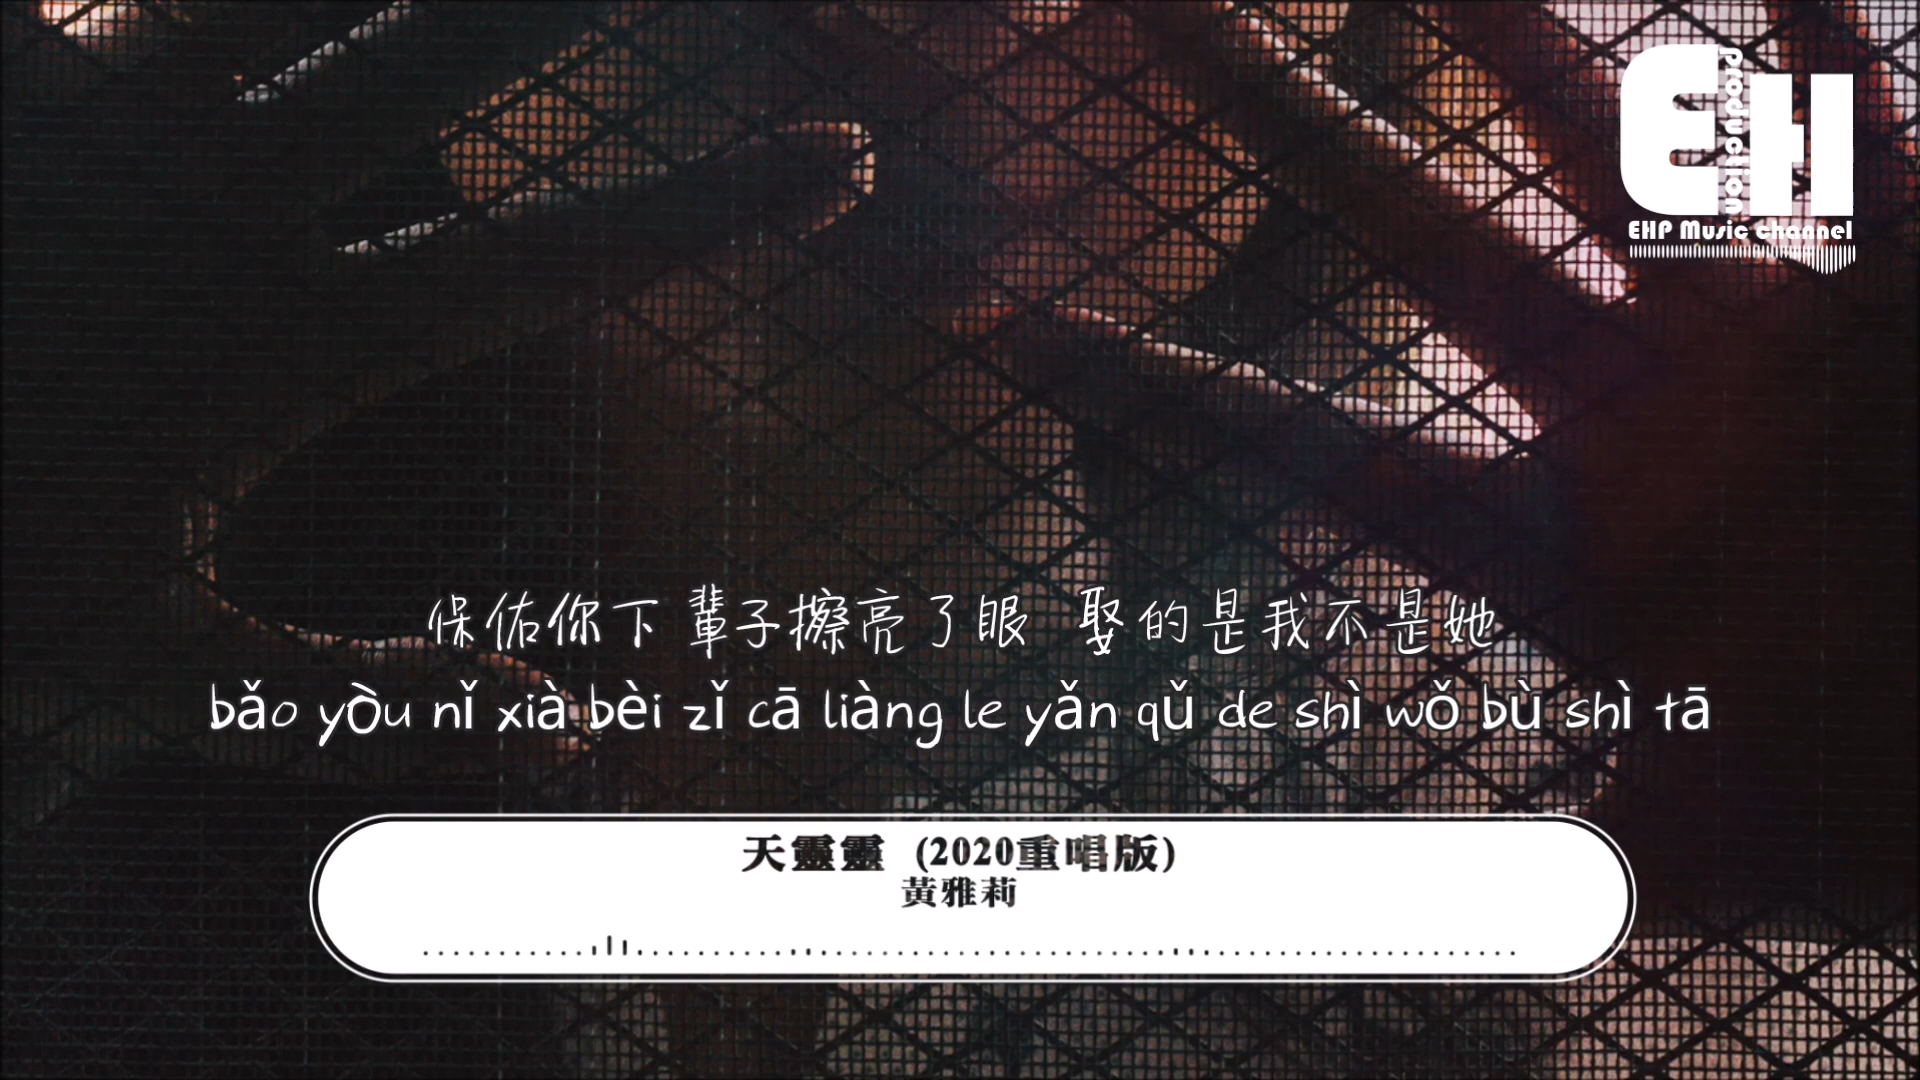 EH
Production
EHP Music channel
保佑你下輩子擦亮了眼 娶的是我不是她
bǎo yòu nǐ xià bèi zǐ cā liàng le yǎn qǔ de shì wǒ bù shì tā
天靈靈 (2020重唱版)
黃雅莉